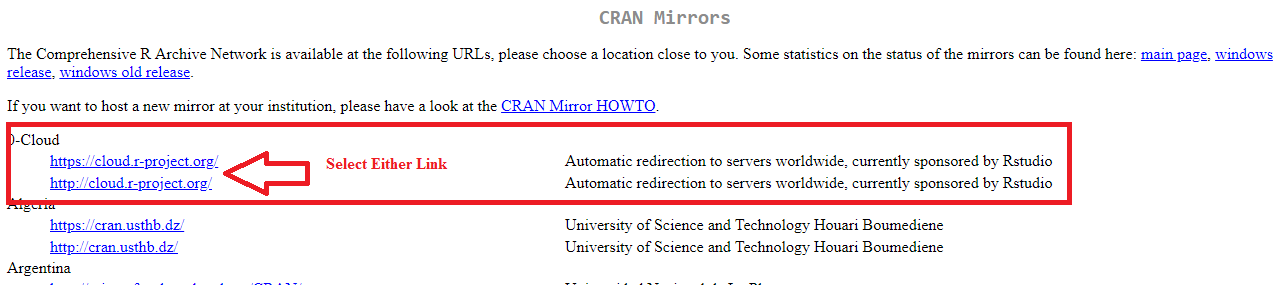 CRAN Mirrors
The Comprehensive R Archive Network is available at the following URLs, please choose a location close to you. Some statistics on the status of the mirrors can be found here: main page, windows
release, windows old release.
If you want to host a new mirror at your institution, please have a look at the CRAN Mirror HOWTO.
0-Cloud
https://cloud.r-project.org/ Select Either Link Automatic redirection to servers worldwide, currently sponsored by Rstudio
http://cloud.r-project.org/ Automatic redirection to servers worldwide, currently sponsored by Rstudio
Algeria
https://cran.usthb.dz/ University of Science and Technology Houari Boumediene
http://cran.usthb.dz/ University of Science and Technology Houari Boumediene
Argentina